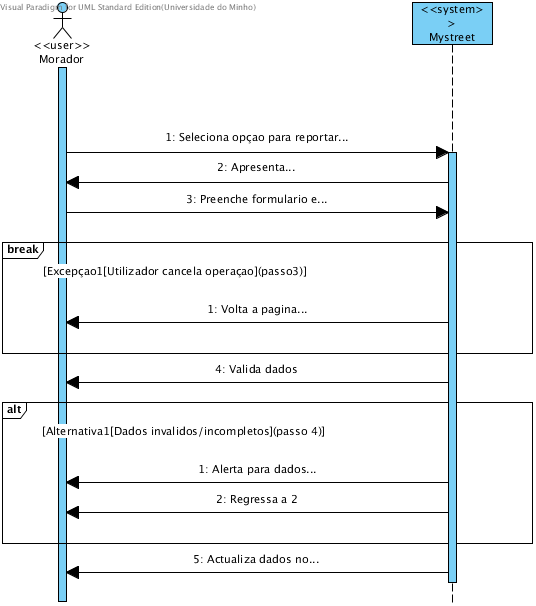 Visual Paradigm for UML Standard Edition(Universidade do Minho)
<<system>
>
Mystreet
<<user>>
Morador
1: Seleciona opçao para reportar...
2: Apresenta...
3: Preenche formulario e...
break
[Excepçao1[Utilizador cancela operaçao](passo3)]
1: Volta a pagina...
4: Valida dados
alt
[Alternativa1[Dados invalidos/incompletos](passo 4)]
1: Alerta para dados...
2: Regressa a 2
5: Actualiza dados no...